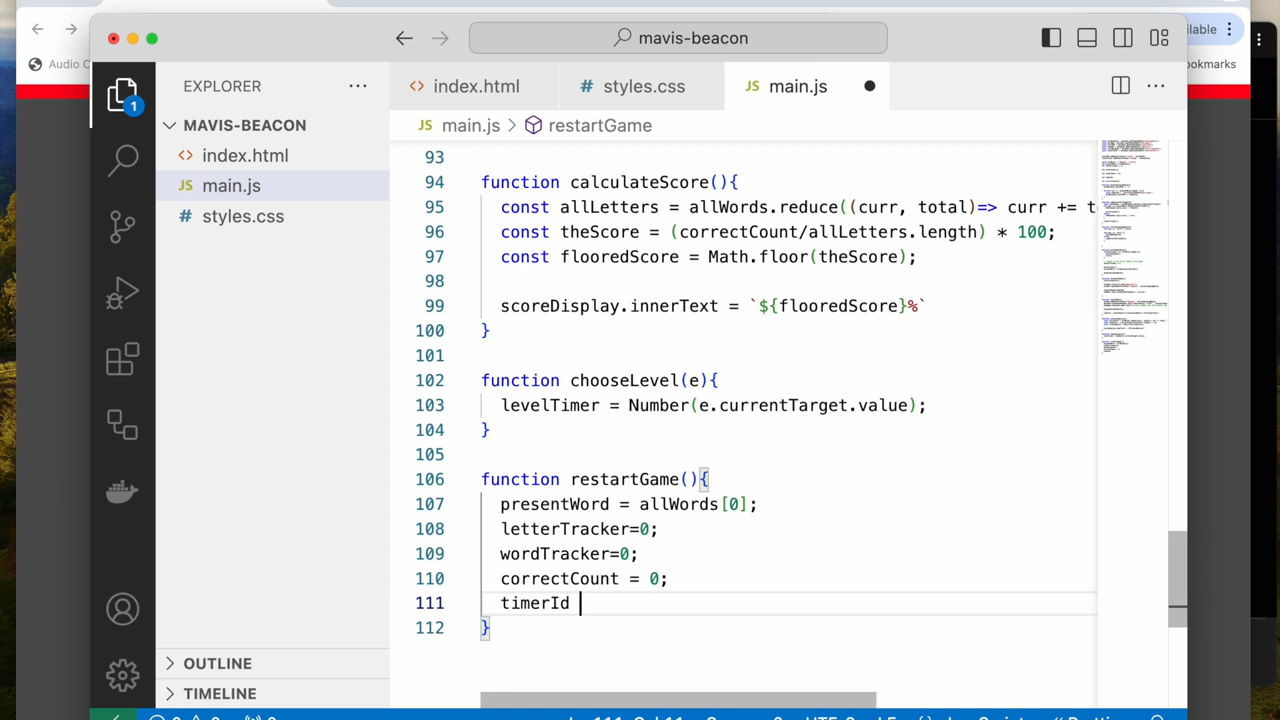 ilable
Audio C
ookmarks
mavis-beacon
EXPLORER
index.html
styles.css
main.js
1
MAVIS-BEACON
main.js > restartGame
index.html
main.js
styles.css
93
94 function calculateScore(){
95 const allLetters = allWords.reduce((curr, total)=> curr += t
96 const theScore = (correctCount/allLetters.length) * 100;
97 const flooredScore = Math.floor(theScore);
98
99 scoreDisplay.innerText = `${flooredScore}%`
100 }
101
102 function chooseLevel(e){
103 levelTimer = Number(e.currentTarget.value);
104 }
105
106 function restartGame(){
107 presentWord = allWords[0];
108 letterTracker=0;
109 wordTracker=0;
110 correctCount = 0;
111 timerId
112 }
OUTLINE
TIMELINE